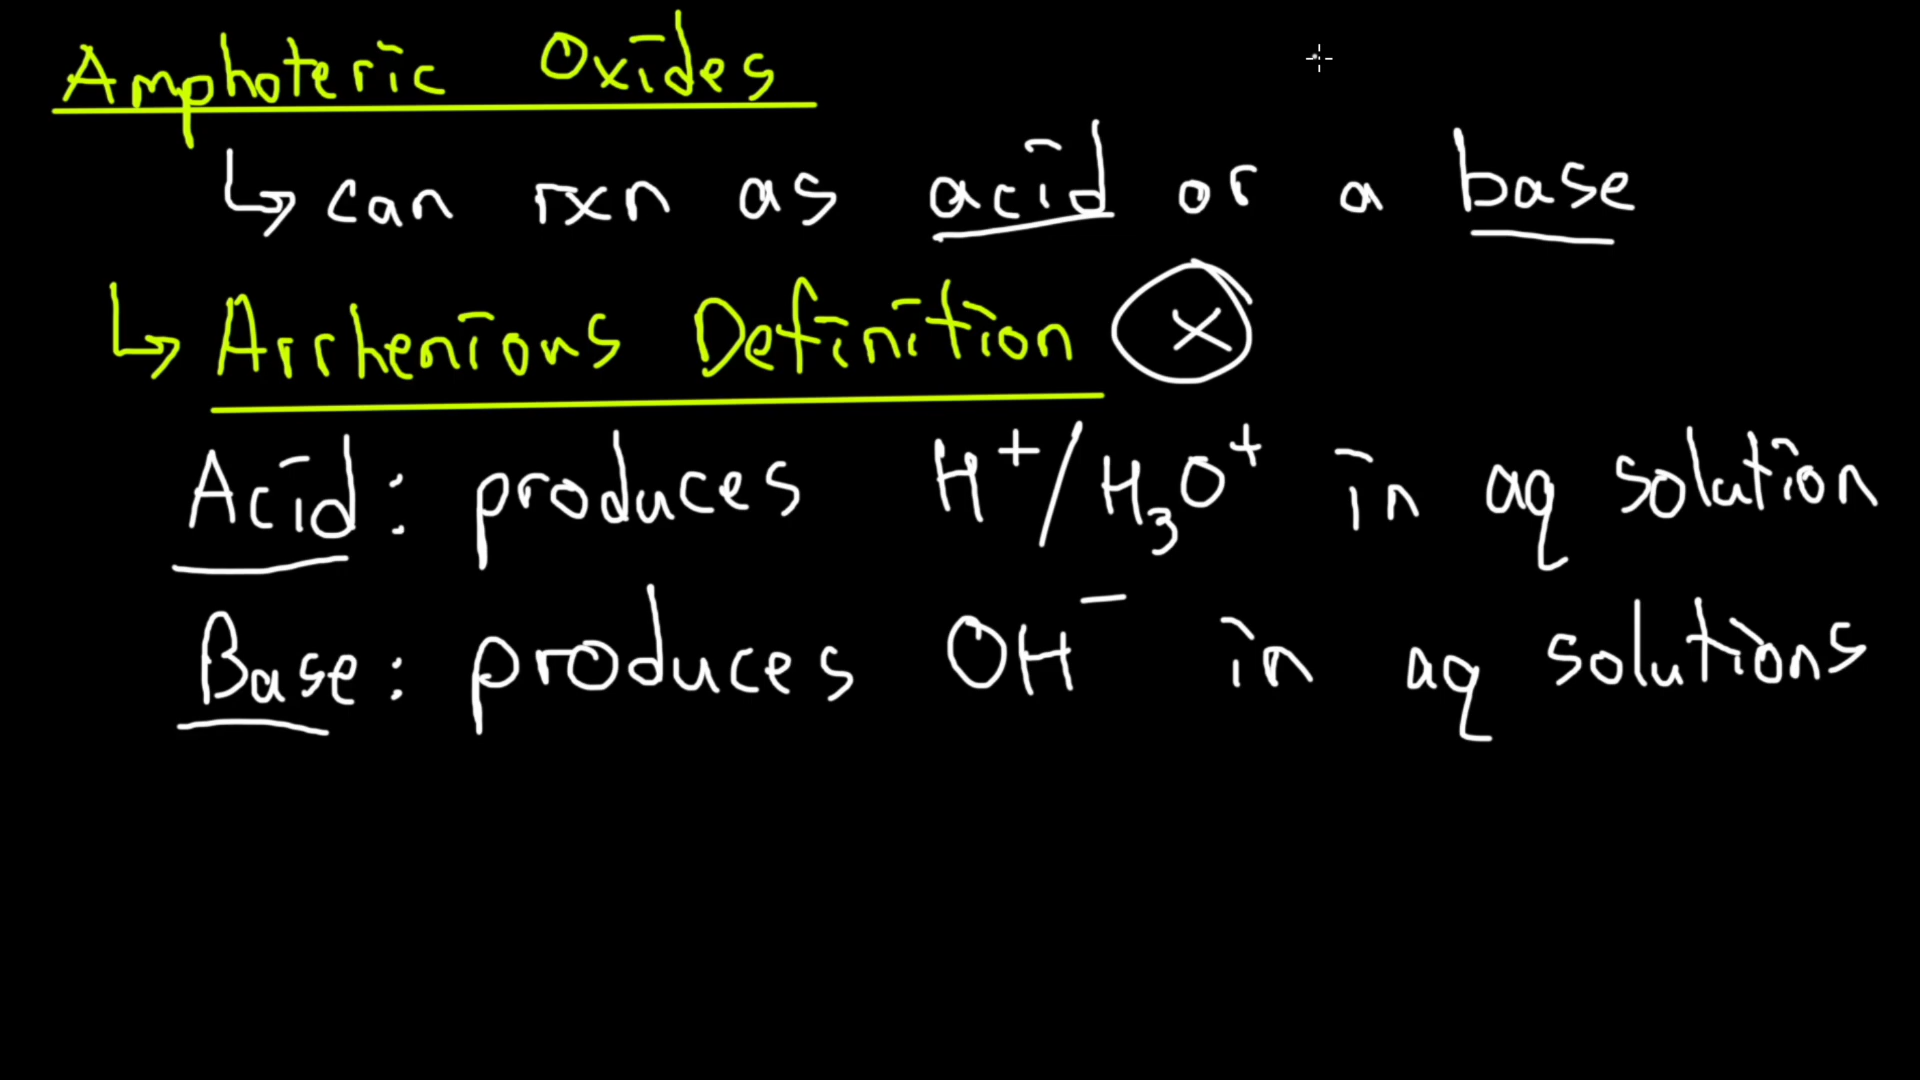 Amphoteric Oxides
↳ can rxn as acid or a base
↳ Arrhenious Definition ⓧ
Acid: produces H⁺/H₃O⁺ in aq solution
Base: produces OH⁻ in aq solutions